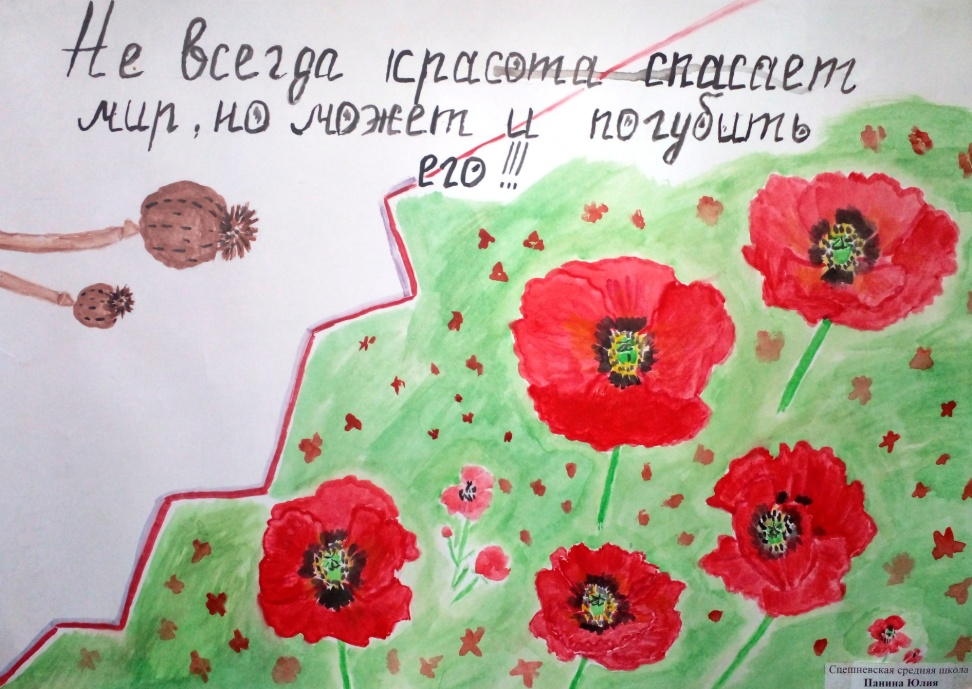 Не всегда красота спасает
мир, но может и погубить
его!!!
Спешневская средняя школа
Панина Юлия